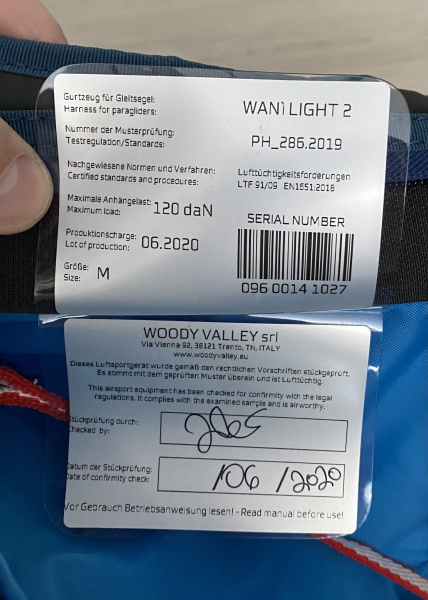 Gurtzeug für Gleitsegel:
Harness for paragliders: WANI LIGHT 2
Nummer der Musterprüfung:
Testregulation/Standards: PH_286.2019
Nachgewiesene Normen und Verfahren:
Certified standards and procedures:
Lufttüchtigkeitsforderungen
LTF 91/09 EN1651:2018
Maximale Anhängelast:
Maximum load: 120 daN
Produktionscharge:
Lot of production: 06.2020
Größe:
Size: M
SERIAL NUMBER
096 0014 1027
WOODY VALLEY srl
Via Vienna 92, 38121 Trento, TN, ITALY
www.woodyvalley.eu
Dieses Luftsportgerät wurde gemäß den rechtlichen Vorschriften stückgeprüft.
Es stimmt mit dem geprüften Muster überein und ist Lufttüchtig.
This airsport equipment has been checked for confirmity with the legal
regulations. It complies with the examined sample and is airworthy.
Stückprüfung durch:
Checked by:
Datum der Stückprüfung:
Date of confirmity check: 06/2020
Vor Gebrauch Betriebsanweisung lesen! - Read manual before use!